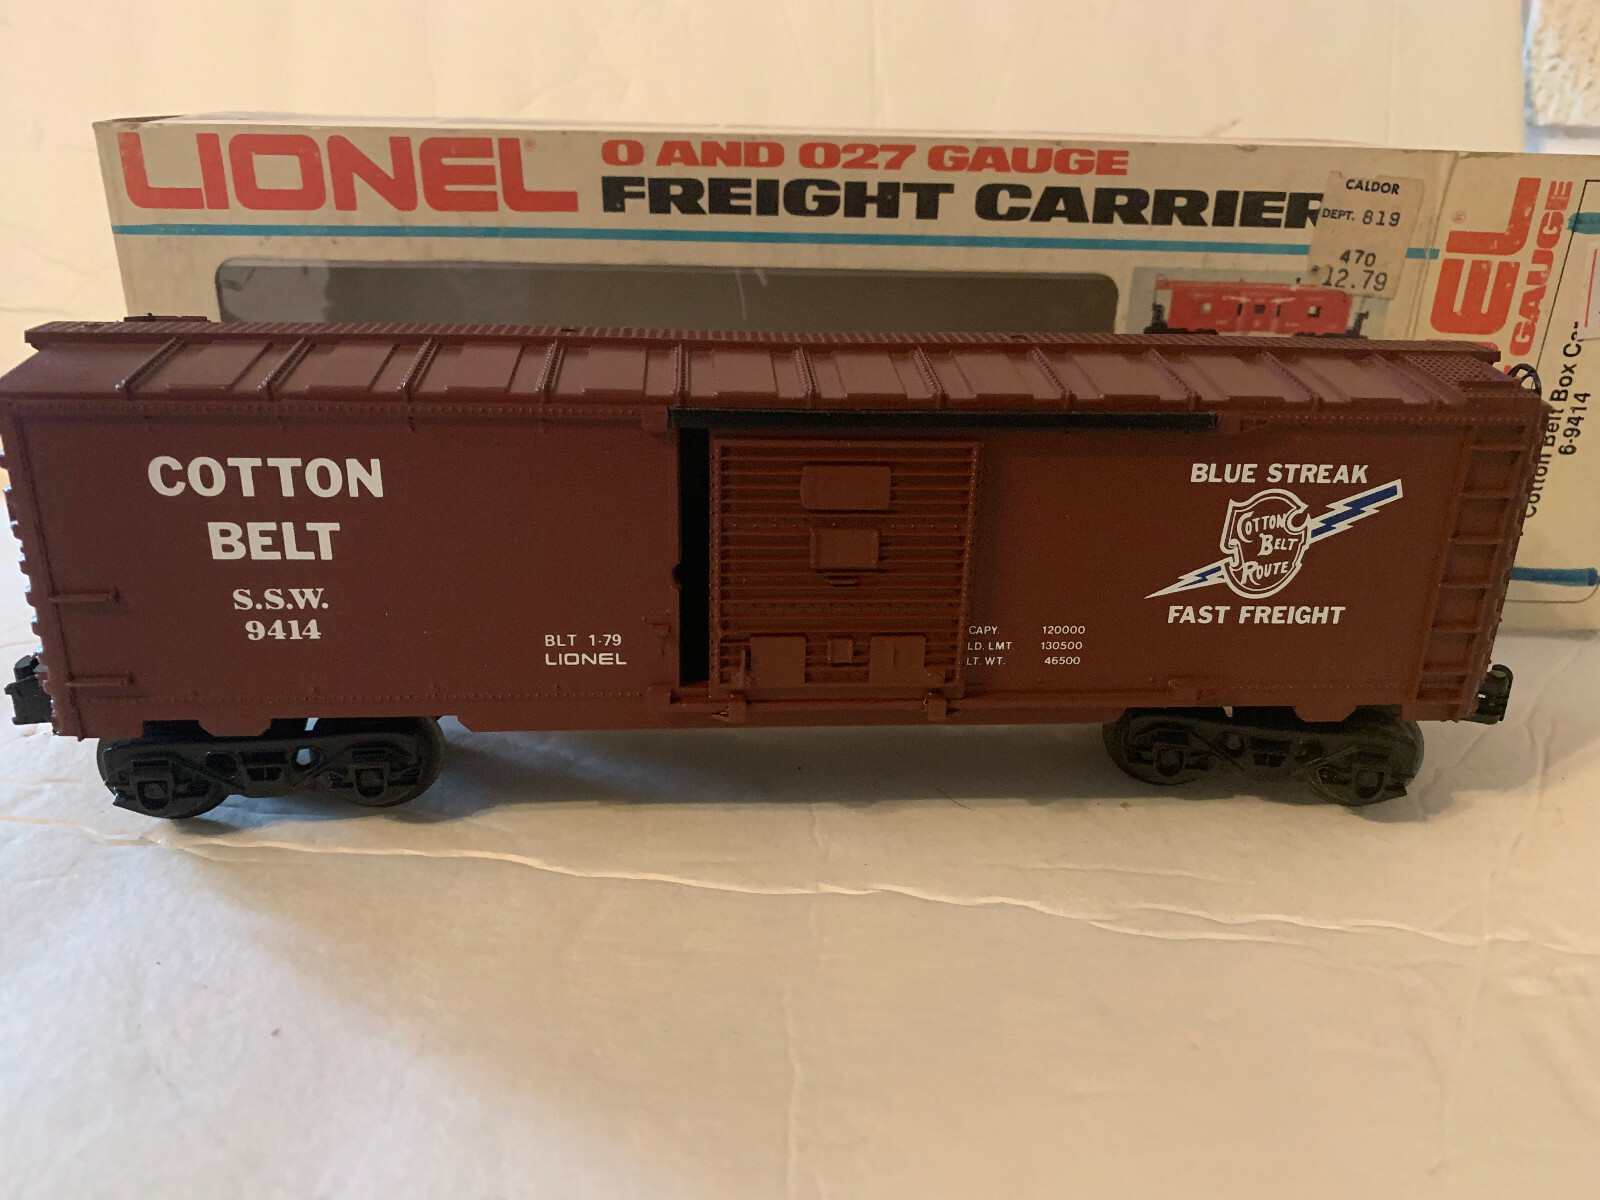 LIONEL®
O AND O27 GAUGE
FREIGHT CARRIER
CALDOR
DEPT. 819
470
12.79
EL®
GAUGE
Cotton Belt Box
6-9414
COTTON
BELT
S.S.W.
9414
BLT 1-79
LIONEL
CAPY. 120000
LD. LMT 130500
LT. WT. 46500
BLUE STREAK
COTTON
BELT
ROUTE
FAST FREIGHT